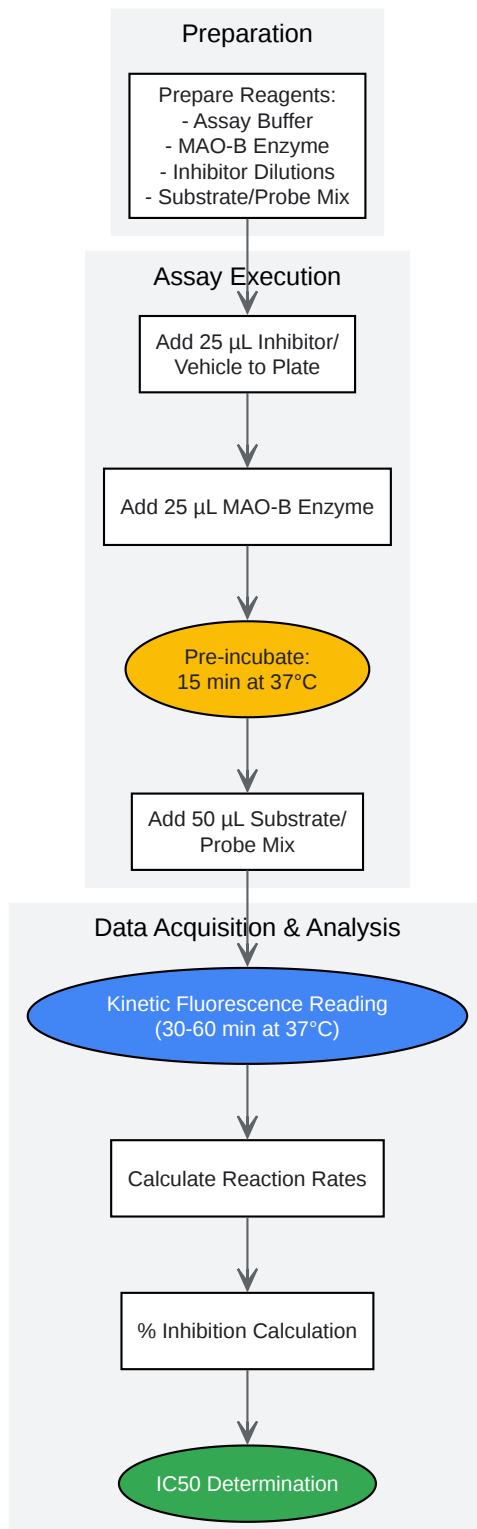 Preparation
Prepare Reagents:
- Assay Buffer
- MAO-B Enzyme
- Inhibitor Dilutions
- Substrate/Probe Mix
Assay Execution
Add 25 µL Inhibitor/
Vehicle to Plate
Add 25 µL MAO-B Enzyme
Pre-incubate:
15 min at 37°C
Add 50 µL Substrate/
Probe Mix
Data Acquisition & Analysis
Kinetic Fluorescence Reading
(30-60 min at 37°C)
Calculate Reaction Rates
% Inhibition Calculation
IC50 Determination